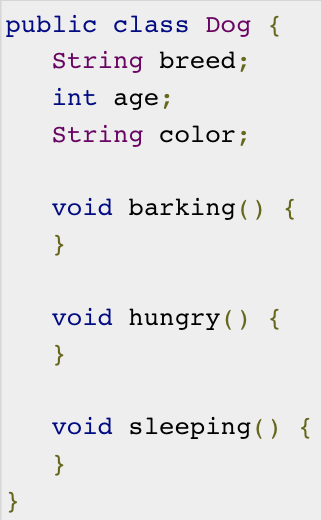 public class Dog {
   String breed;
   int age;
   String color;

   void barking() {
   }

   void hungry() {
   }

   void sleeping() {
   }
}